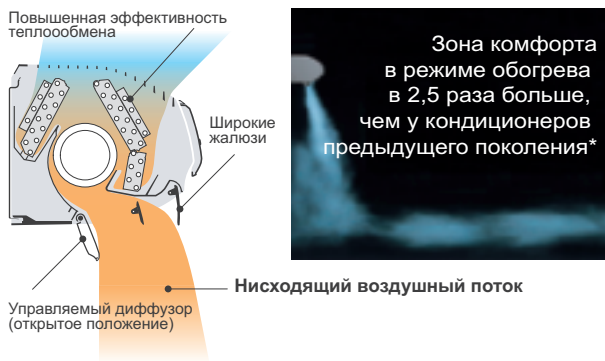 Повышенная эффективность
теплоообмена
Широкие
жалюзи
Управляемый диффузор
(открытое положение)
Нисходящий воздушный поток
Зона комфорта
в режиме обогрева
в 2,5 раза больше,
чем у кондиционеров
предыдущего поколения*